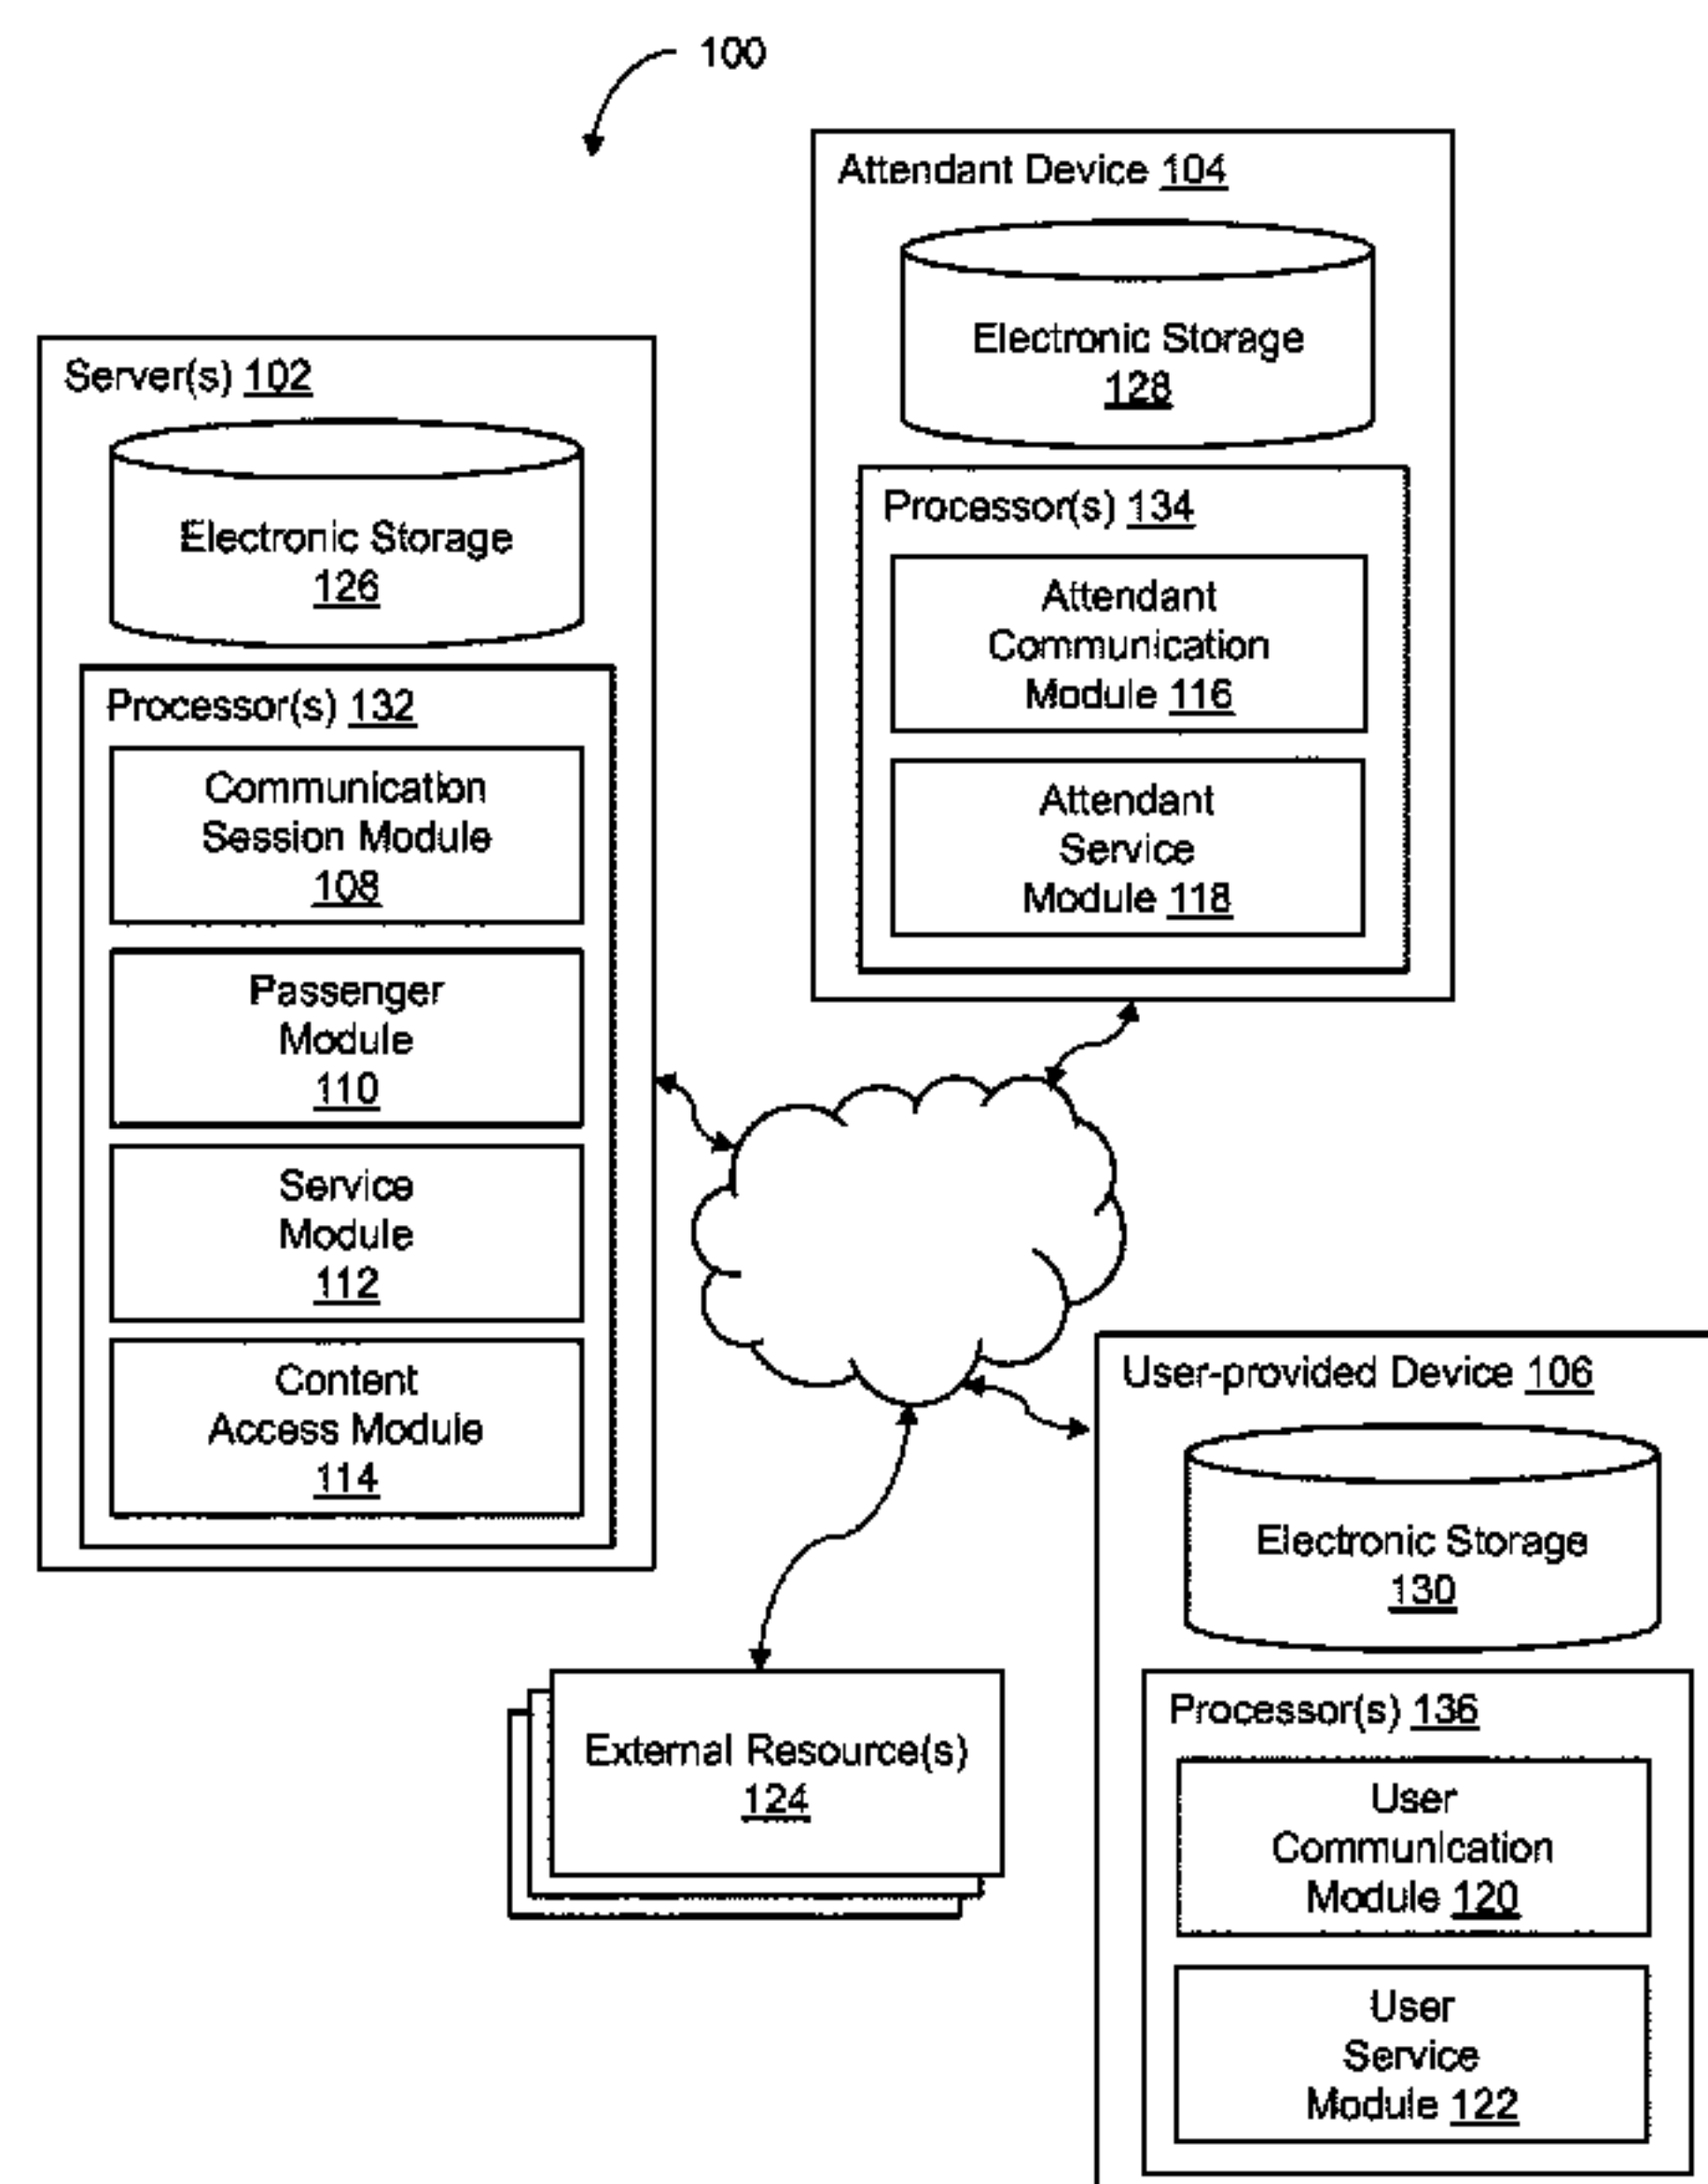 100
Attendant Device 104
Electronic Storage
128
Processor(s) 134
Attendant
Communication
Module 116
Attendant
Service
Module 118
Server(s) 102
Electronic Storage
126
Processor(s) 132
Communication
Session Module
108
Passenger
Module
110
Service
Module
112
Content
Access Module
114
User-provided Device 106
Electronic Storage
130
Processor(s) 136
User
Communication
Module 120
User
Service
Module 122
External Resource(s)
124